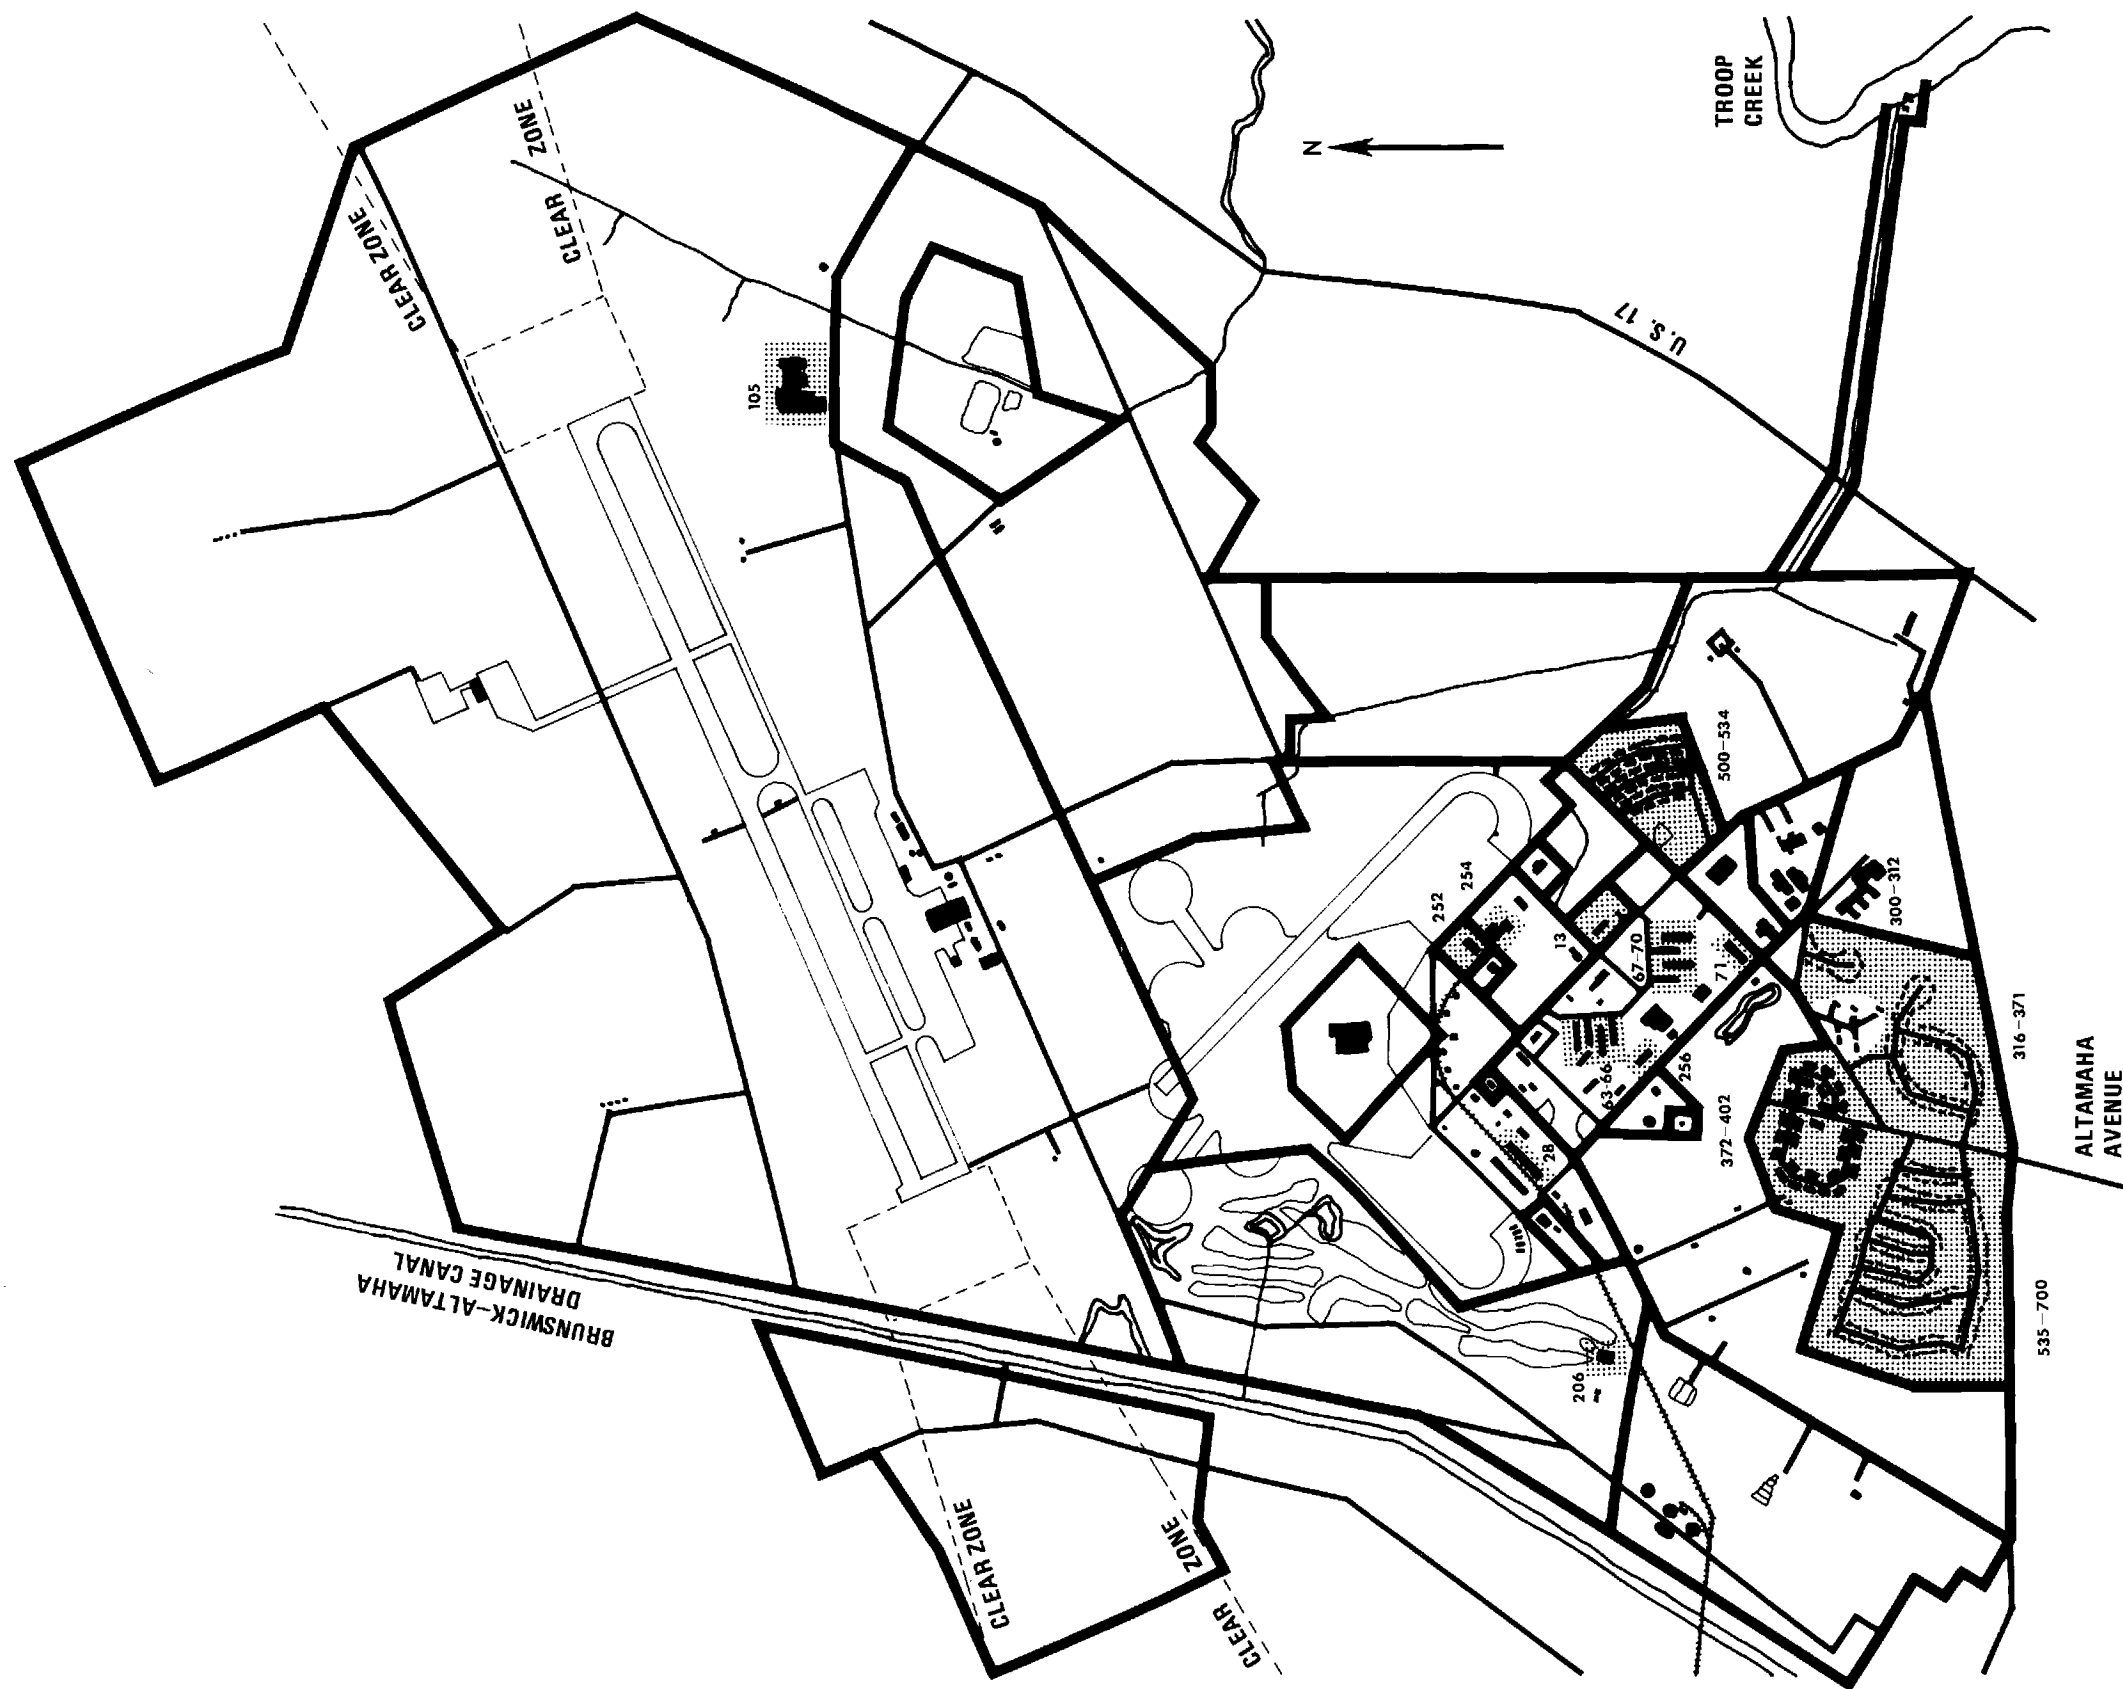 CLEAR ZONE
CLEAR ZONE
105
TROOP
CREEK
N
U.S. 17
BRUNSWICK–ALTAMAHA
DRAINAGE CANAL
CLEAR ZONE
CLEAR ZONE
252
254
13
67–70
71
63-66
256
28
206
500–534
300–312
372–402
316–371
535–700
ALTAMAHA
AVENUE